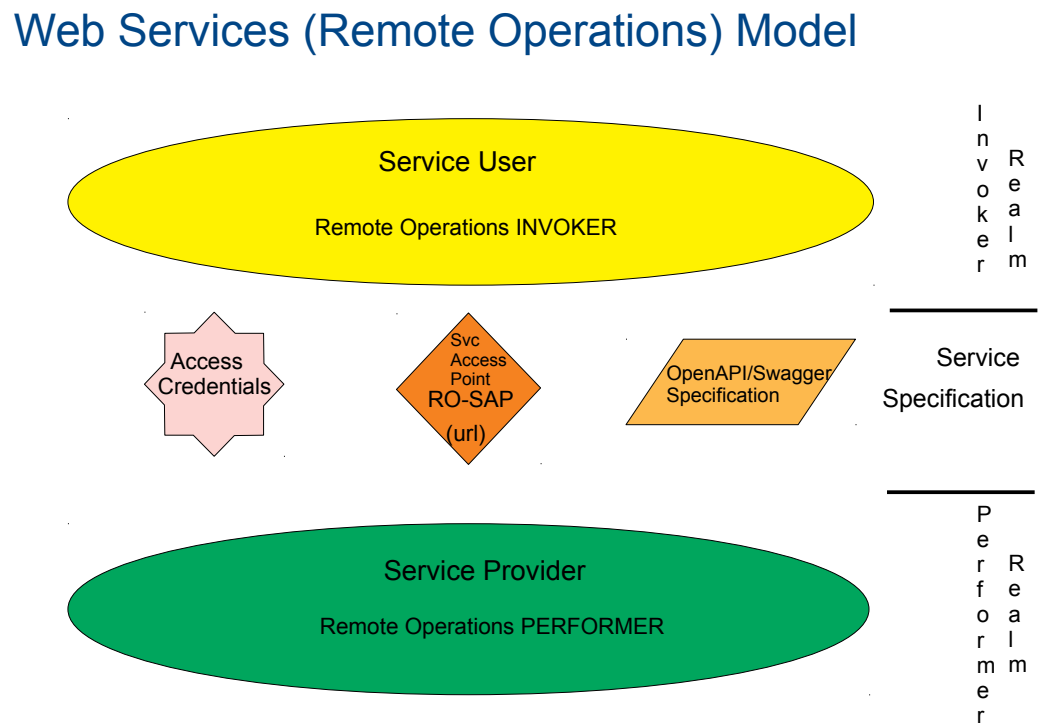 Web Services (Remote Operations) Model
Service User
Remote Operations INVOKER
Invoker
Realm
Access
Credentials
Svc
Access
Point
RO-SAP
(url)
OpenAPI/Swagger
Specification
Service
Specification
Service Provider
Remote Operations PERFORMER
Performer
Realm